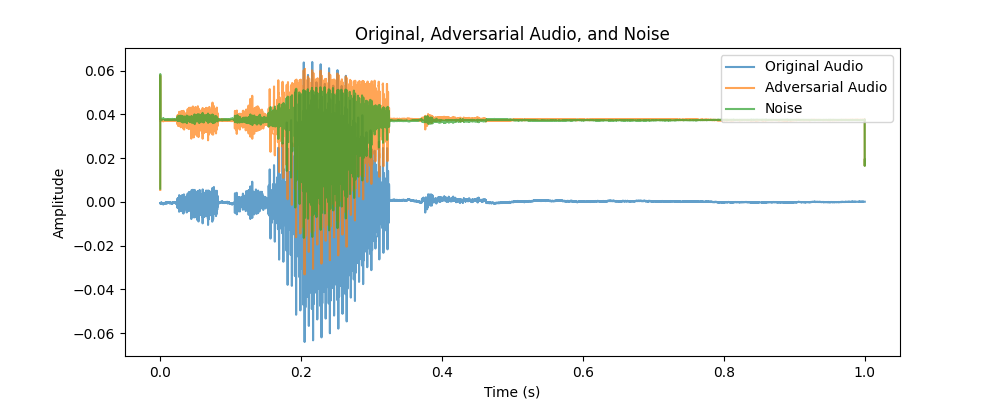 Original, Adversarial Audio, and Noise
Original Audio
Adversarial Audio
Noise
0.06
0.04
0.02
0.00
−0.02
−0.04
−0.06
Amplitude
0.0
0.2
0.4
0.6
0.8
1.0
Time (s)